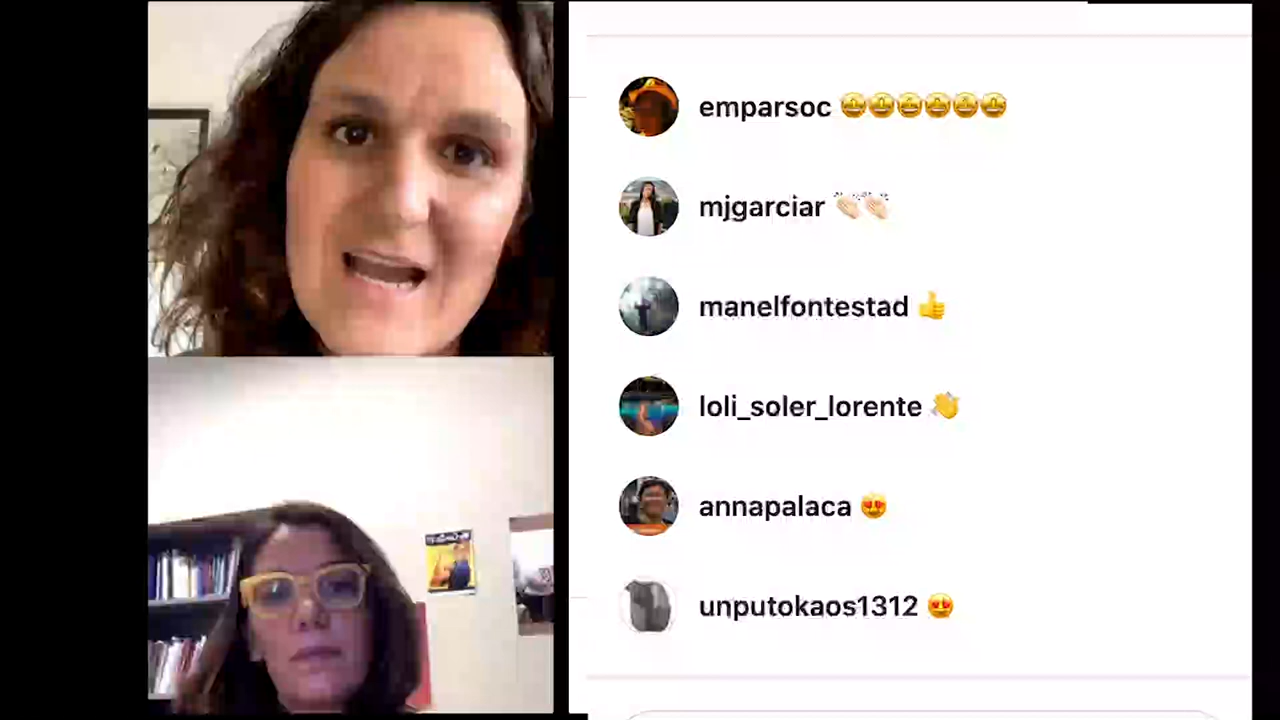 emparsoc 🤩🤩🤩🤩🤩🤩
mjgarciar 👏🏻👏🏻
manelfontestad 👍
loli_soler_lorente 👏
annapalaca 😍
unputokaos1312 😍